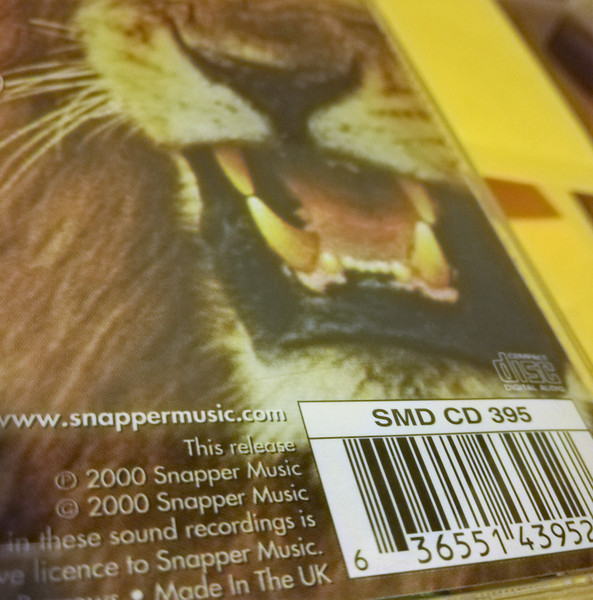 COMPACT
disc
DIGITAL AUDIO
www.snappermusic.com
SMD CD 395
This release
℗ 2000 Snapper Music
© 2000 Snapper Music
in these sound recordings is
ve licence to Snapper Music.
• Made In The UK
6 36551 43952